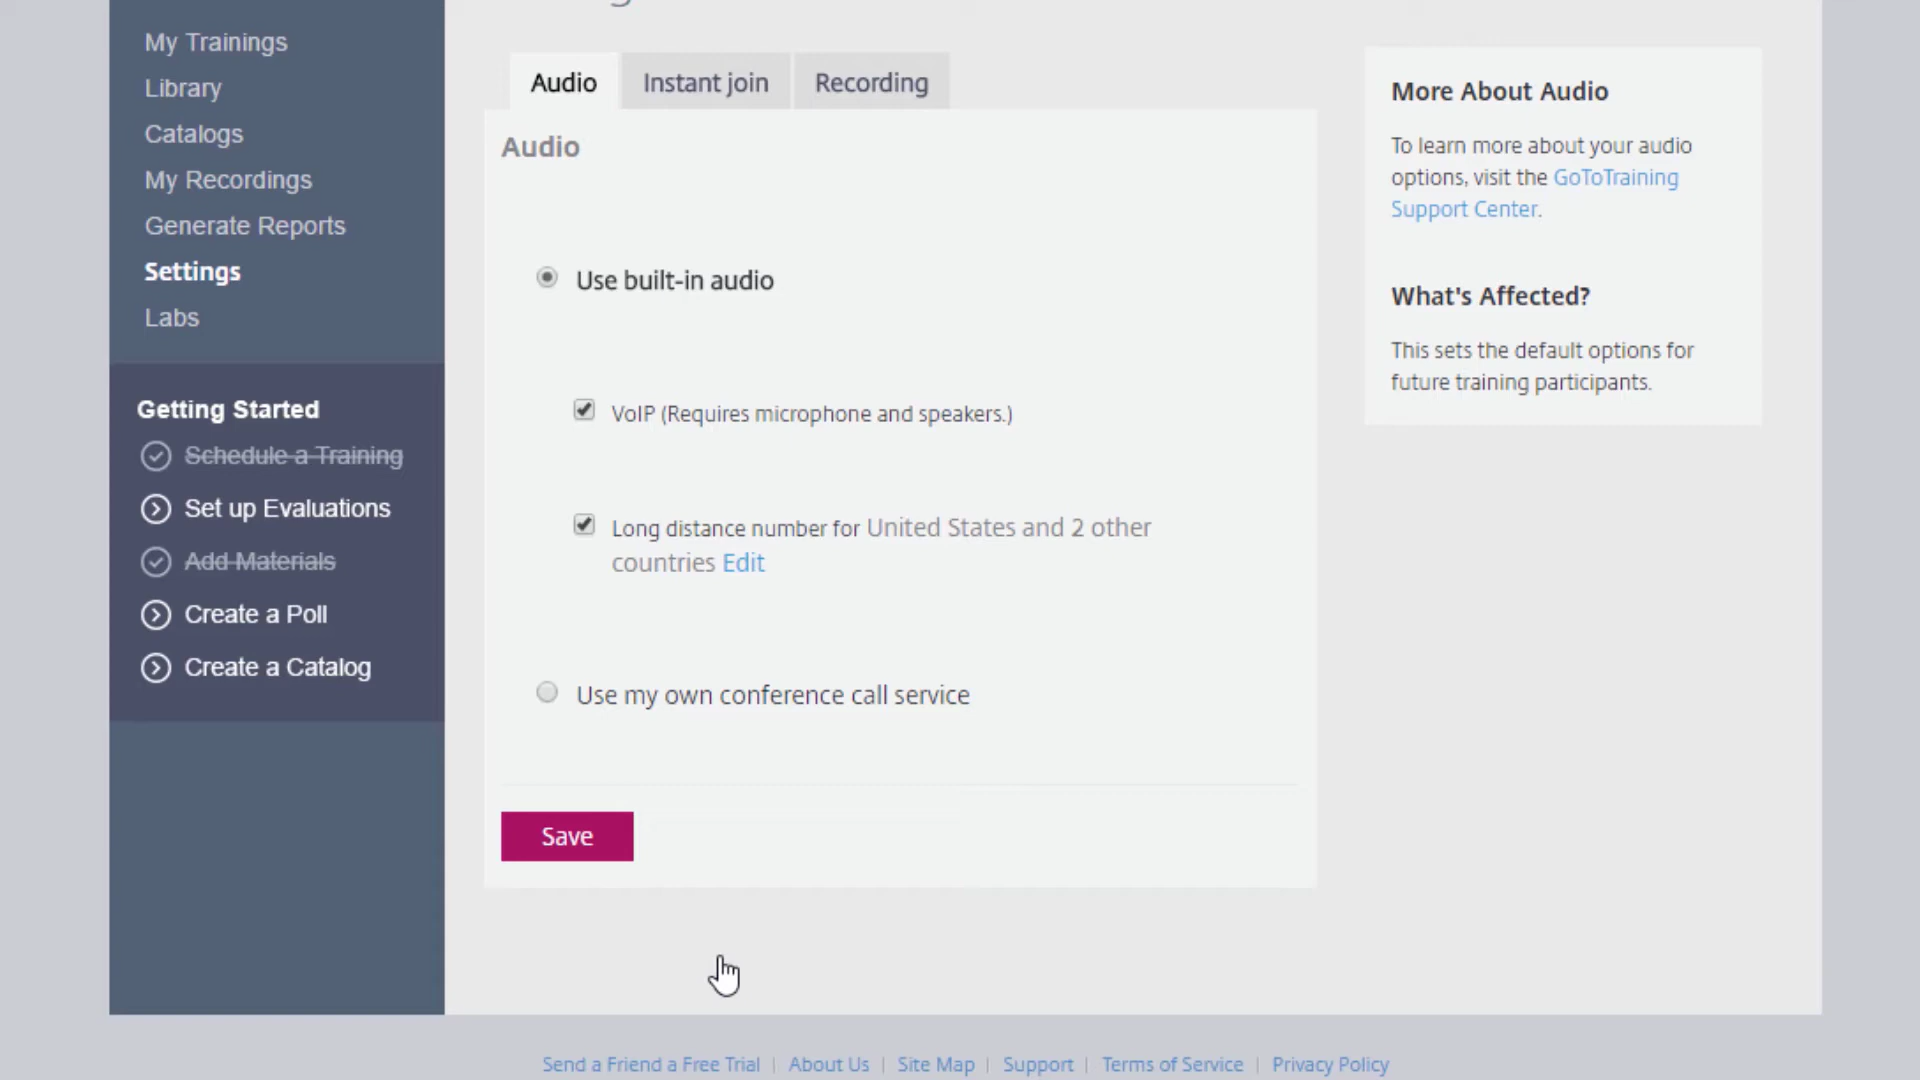 My Trainings
Library
Catalogs
My Recordings
Generate Reports
Settings
Labs
Getting Started
Schedule a Training
Set up Evaluations
Add Materials
Create a Poll
Create a Catalog
Audio
Instant join
Recording
Audio
Use built-in audio
VoIP (Requires microphone and speakers.)
Long distance number for United States and 2 other
countries Edit
Use my own conference call service
Save
More About Audio
To learn more about your audio
options, visit the GoToTraining
Support Center.
What's Affected?
This sets the default options for
future training participants.
Send a Friend a Free Trial | About Us | Site Map | Support | Terms of Service | Privacy Policy